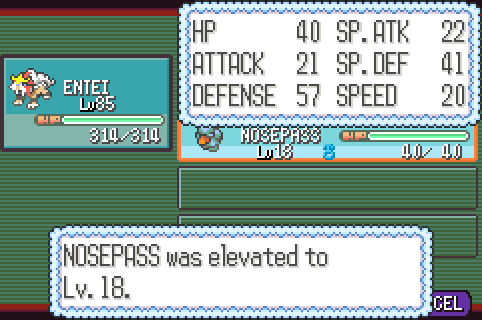 HP 40 SP. ATK 22
ATTACK 21 SP. DEF 41
DEFENSE 57 SPEED 20
ENTEI
Lv85
314/314
NOSEPASS
Lv18 ♂
40/ 40
NOSEPASS was elevated to
Lv. 18.
CEL